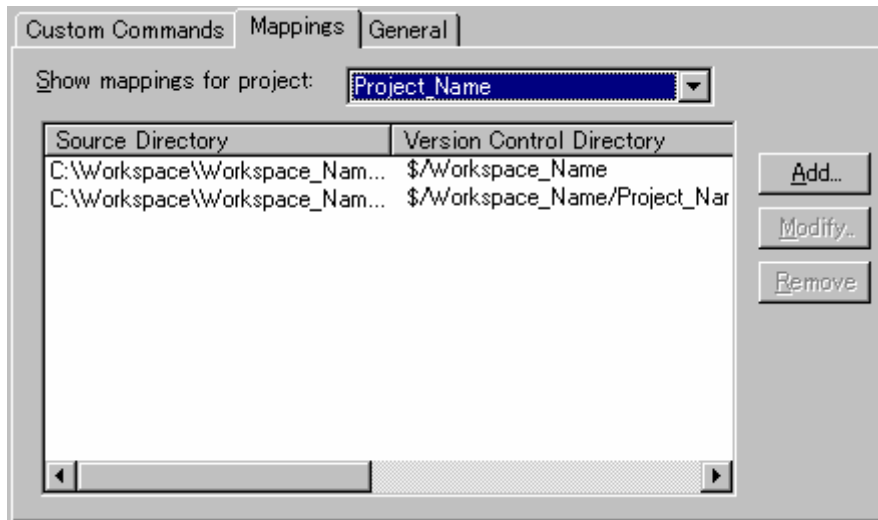 Custom Commands Mappings General
Show mappings for project: Project_Name
Source Directory Version Control Directory
C:\Workspace\Workspace_Nam... $/Workspace_Name
C:\Workspace\Workspace_Nam... $/Workspace_Name/Project_Nar
Add...
Modify..
Remove